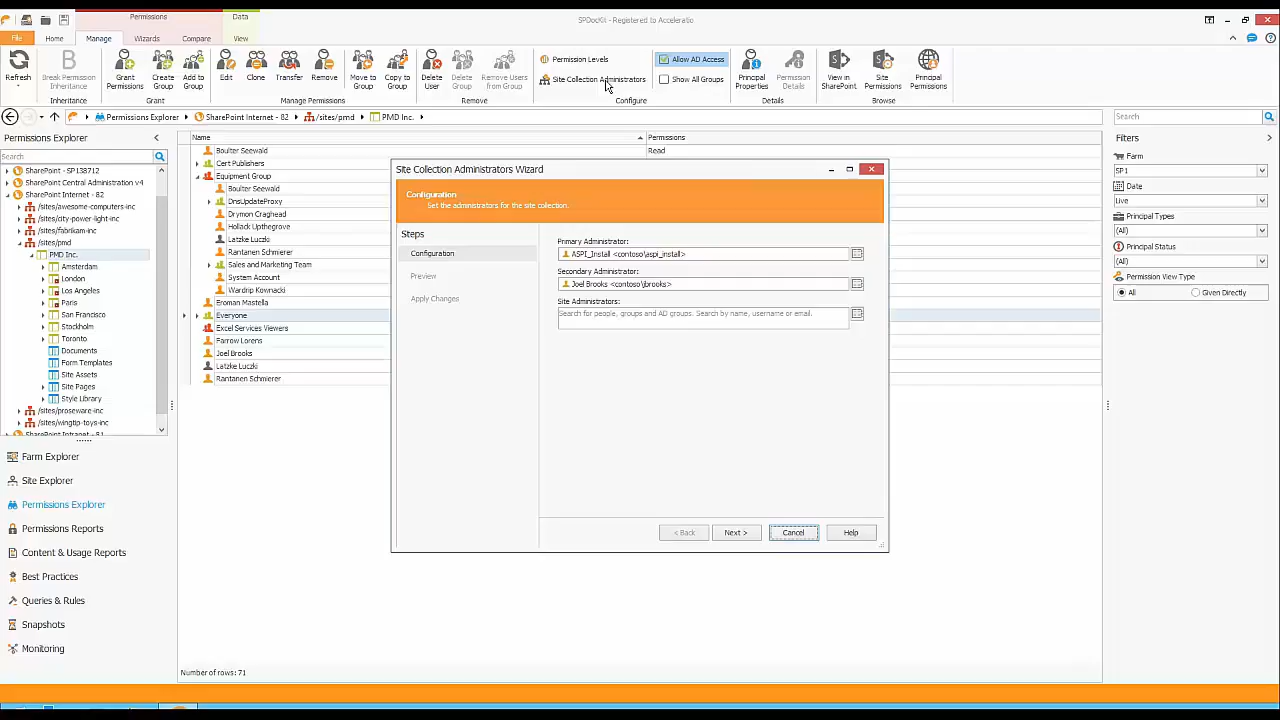 Permissions
Data
SPDocKit - Registered to Acceleratio
File
Home
Manage
Wizards
Compare
View
Refresh
Break Permission Inheritance
Inheritance
Grant Permissions
Create Group
Add to Group
Grant
Edit
Clone
Transfer
Remove
Move to Group
Copy to Group
Manage Permissions
Delete User
Delete Group
Remove Users from Group
Remove
Permission Levels
Site Collection Administrators
Allow AD Access
Show All Groups
Configure
Principal Properties
Permission Details
Details
View in SharePoint
Site Permissions
Principal Permissions
Browse
Permissions Explorer
SharePoint Internet - 82
/sites/pmd
PMD Inc.
Search
Permissions Explorer
Search
SharePoint - SP138712
SharePoint Central Administration v4
SharePoint Internet - 82
/sites/awesome-computers-inc
/sites/city-power-light-inc
/sites/fabrikam-inc
/sites/pmd
PMD Inc.
Amsterdam
London
Los Angeles
Paris
San Francisco
Stockholm
Toronto
Documents
Form Templates
Site Assets
Site Pages
Style Library
/sites/proseware-inc
/sites/wingtip-toys-inc
SharePoint Intranet - 81
Farm Explorer
Site Explorer
Permissions Explorer
Permissions Reports
Content & Usage Reports
Best Practices
Queries & Rules
Snapshots
Monitoring
Name
Permissions
Boulter Seewald
Read
Cert Publishers
Equipment Group
Boulter Seewald
DnsUpdateProxy
Drymon Craghead
Hollack Upthegrove
Latzke Luczki
Rantanen Schmierer
Sales and Marketing Team
System Account
Wardrip Kownacki
Eroman Mastella
Everyone
Excel Services Viewers
Farrow Lorens
Joel Brooks
Latzke Luczki
Rantanen Schmierer
Number of rows: 71
Site Collection Administrators Wizard
Configuration
Set the administrators for the site collection.
Steps
Configuration
Preview
Apply Changes
Primary Administrator:
ASPI_Install <contoso\aspi_install>
Secondary Administrator:
Joel Brooks <contoso\jbrooks>
Site Administrators:
Search for people, groups and AD groups. Search by name, username or email.
< Back
Next >
Cancel
Help
Filters
Farm
SP1
Date
Live
Principal Types
(All)
Principal Status
(All)
Permission View Type
All
Given Directly